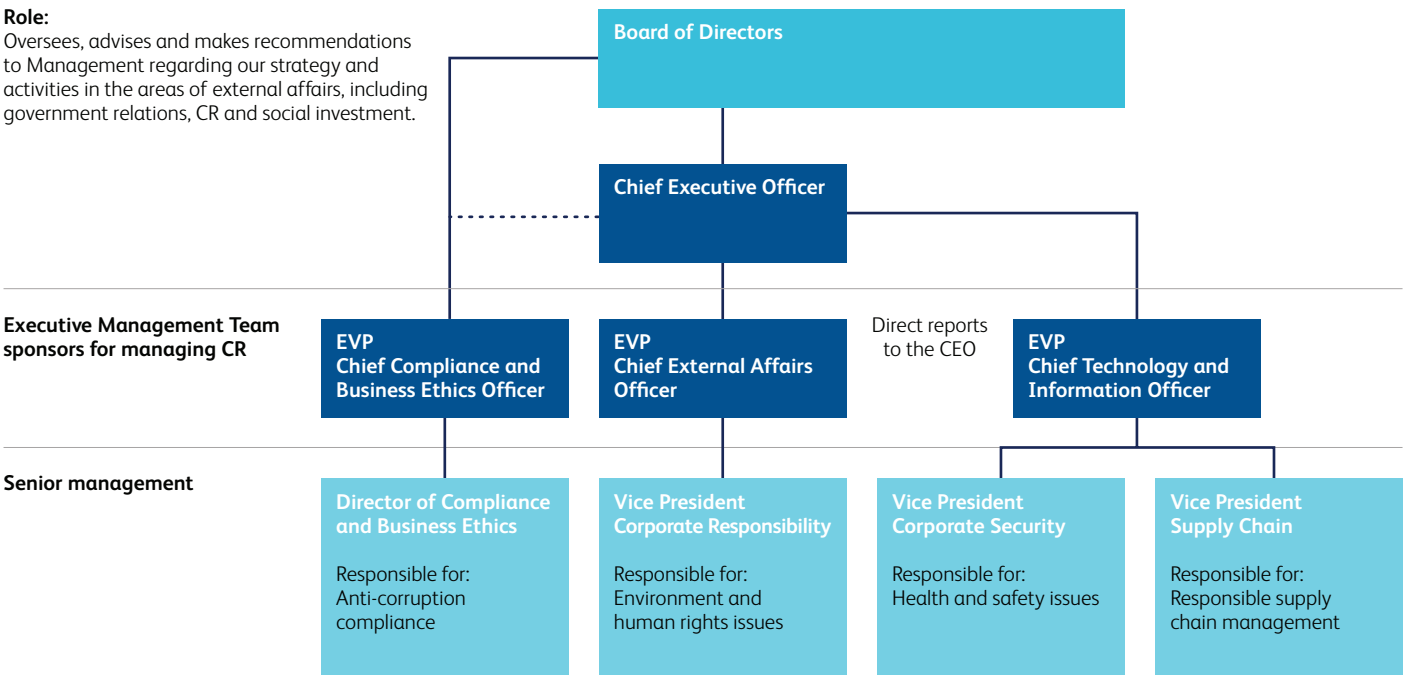 Role:
Oversees, advises and makes recommendations
to Management regarding our strategy and
activities in the areas of external affairs, including
government relations, CR and social investment.
Board of Directors
Chief Executive Officer
Executive Management Team
sponsors for managing CR
EVP
Chief Compliance and
Business Ethics Officer
EVP
Chief External Affairs
Officer
Direct reports
to the CEO
EVP
Chief Technology and
Information Officer
Senior management
Director of Compliance
and Business Ethics
Responsible for:
Anti-corruption
compliance
Vice President
Corporate Responsibility
Responsible for:
Environment and
human rights issues
Vice President
Corporate Security
Responsible for:
Health and safety issues
Vice President
Supply Chain
Responsible for:
Responsible supply
chain management